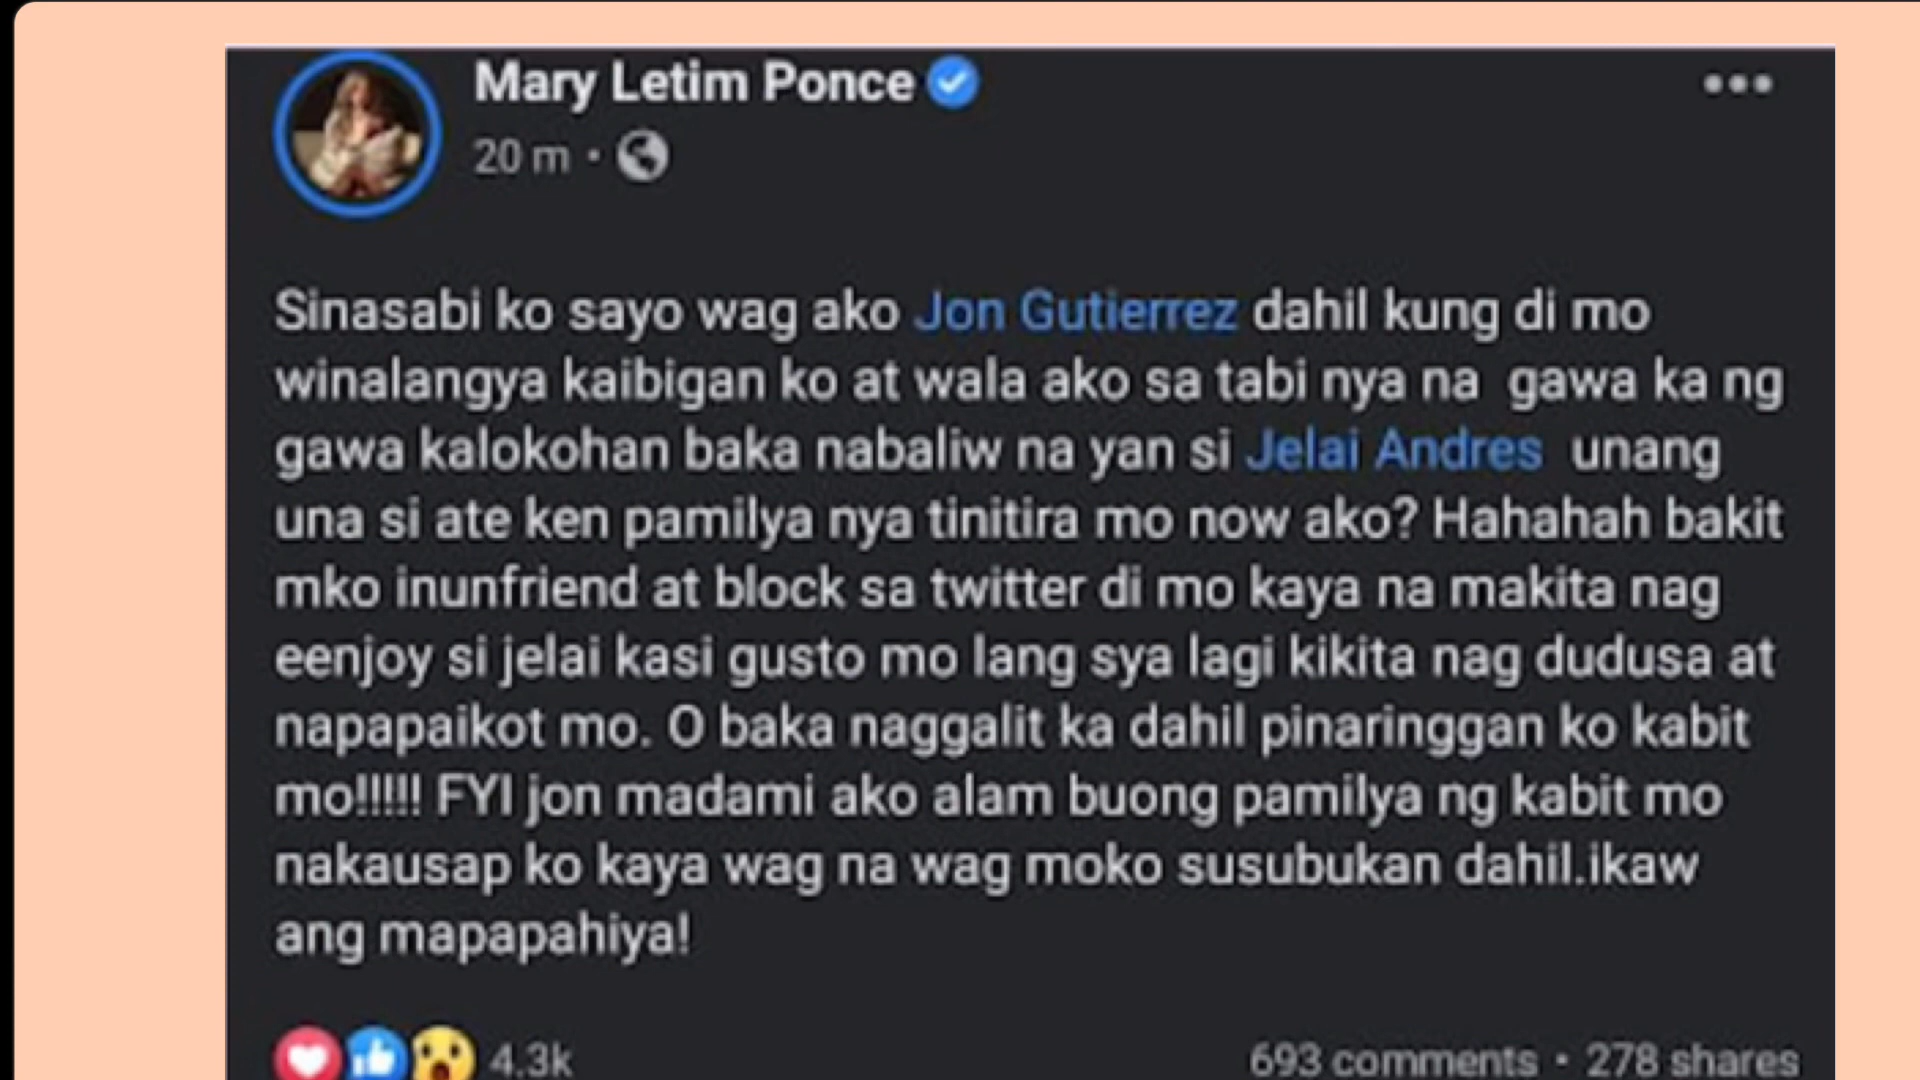 Mary Letim Ponce
20 m
Sinasabi ko sayo wag ako Jon Gutierrez dahil kung di mo
winalangya kaibigan ko at wala ako sa tabi nya na gawa ka ng
gawa kalokohan baka nabaliw na yan si Jelai Andres unang
una si ate ken pamilya nya tinitira mo now ako? Hahahah bakit
mko inunfriend at block sa twitter di mo kaya na makita nag
eenjoy si jelai kasi gusto mo lang sya lagi kikita nag dudusa at
napapaikot mo. O baka naggalit ka dahil pinaringgan ko kabit
mo!!!!! FYI jon madami ako alam buong pamilya ng kabit mo
nakausap ko kaya wag na wag moko susubukan dahil.ikaw
ang mapapahiya!
4.3k 693 comments • 278 shares